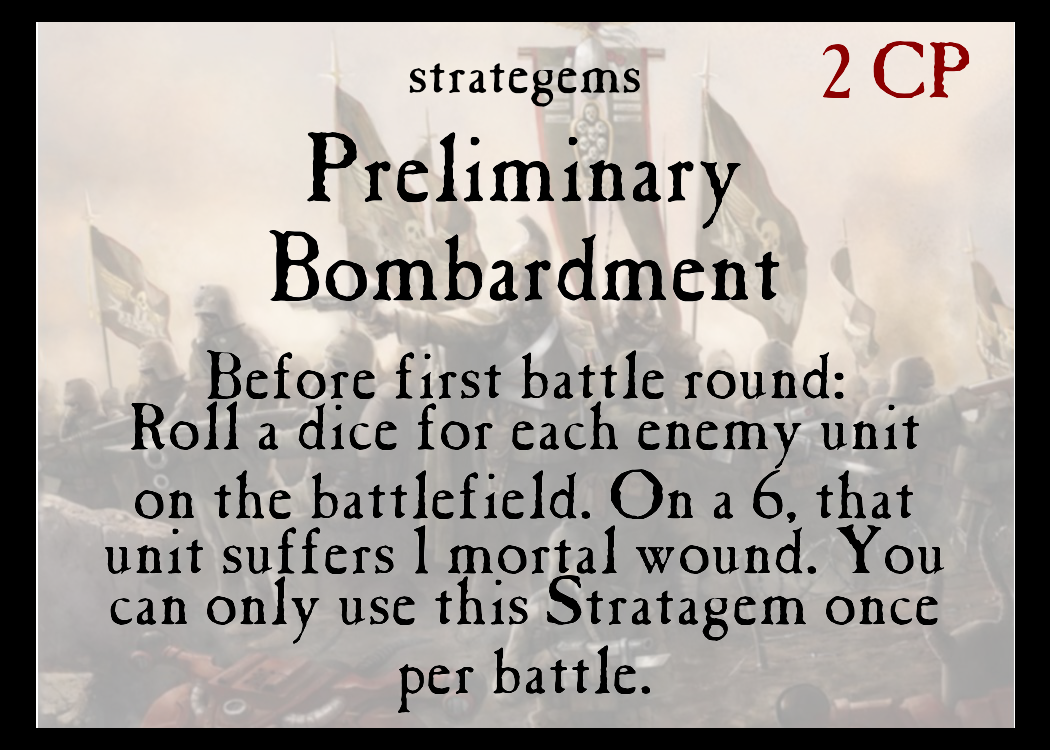 2 CP
strategems
Preliminary
Bombardment
Before first battle round:
Roll a dice for each enemy unit
on the battlefield. On a 6, that
unit suffers 1 mortal wound. You
can only use this Stratagem once
per battle.